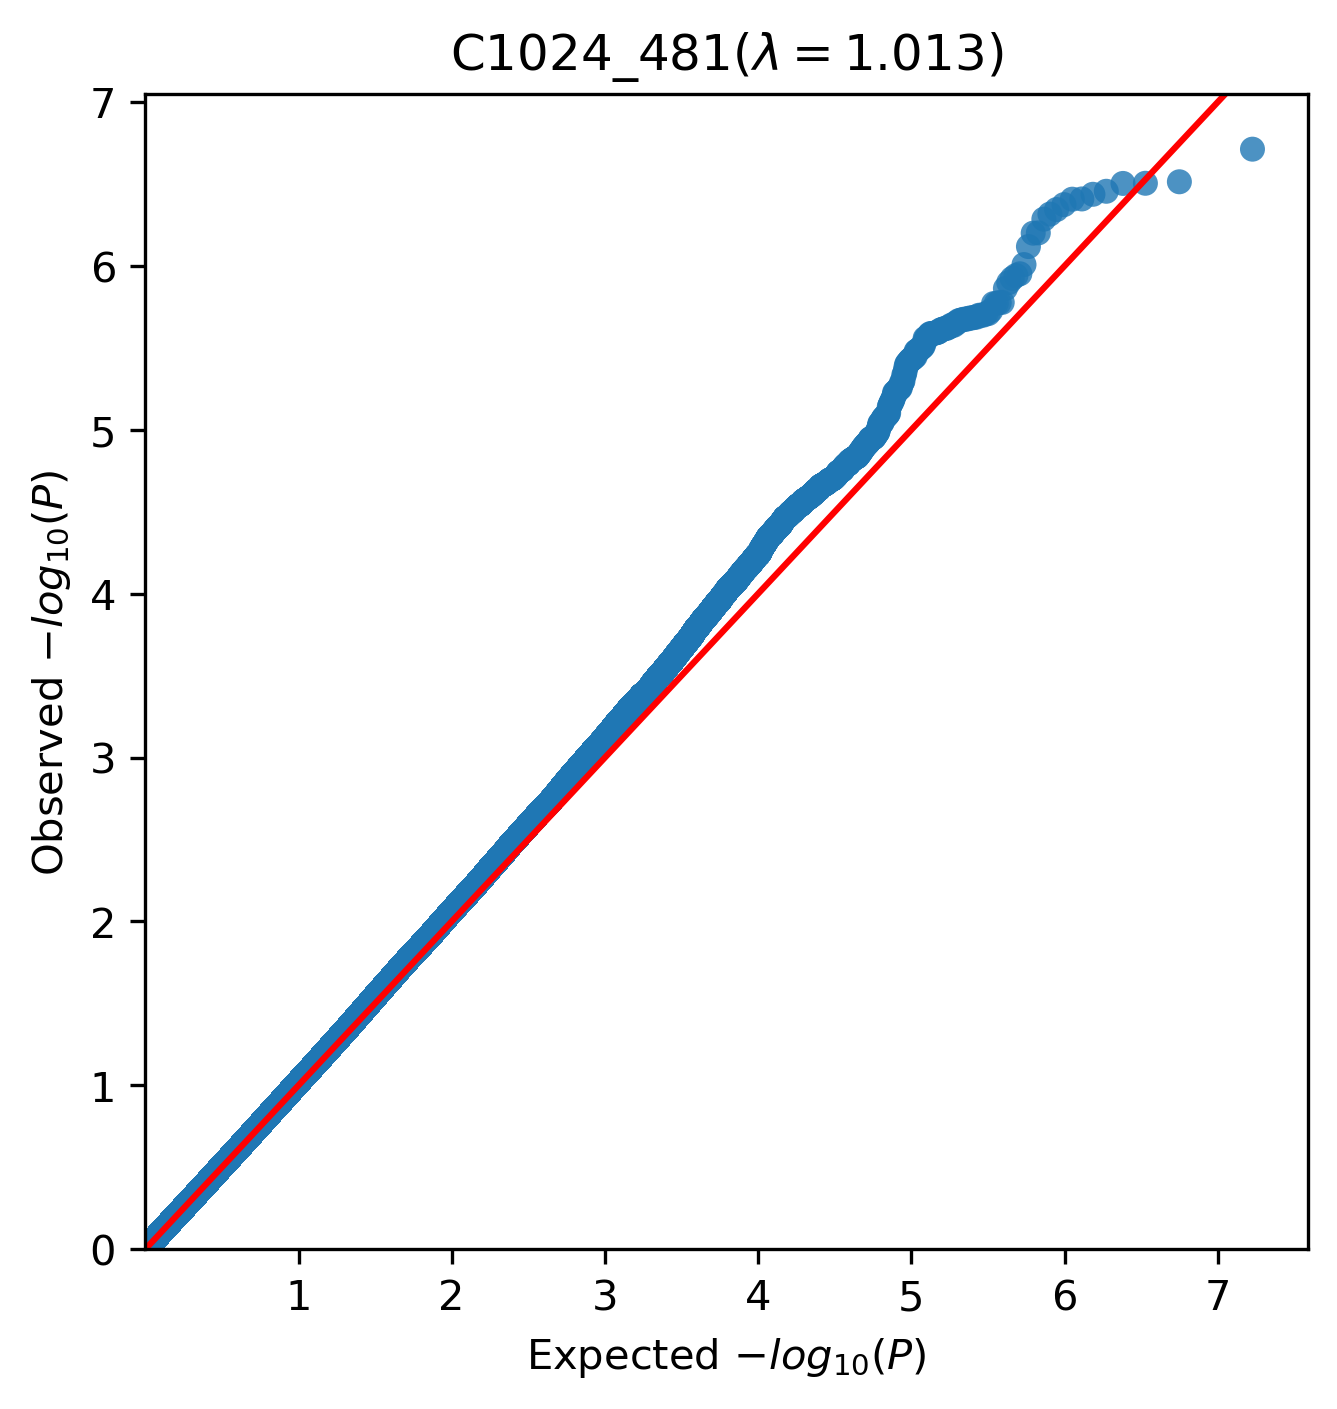 C1024_481(λ = 1.013)
7
6
5
4
3
2
1
0
Observed −log₁₀(P)
1 2 3 4 5 6 7
Expected −log₁₀(P)